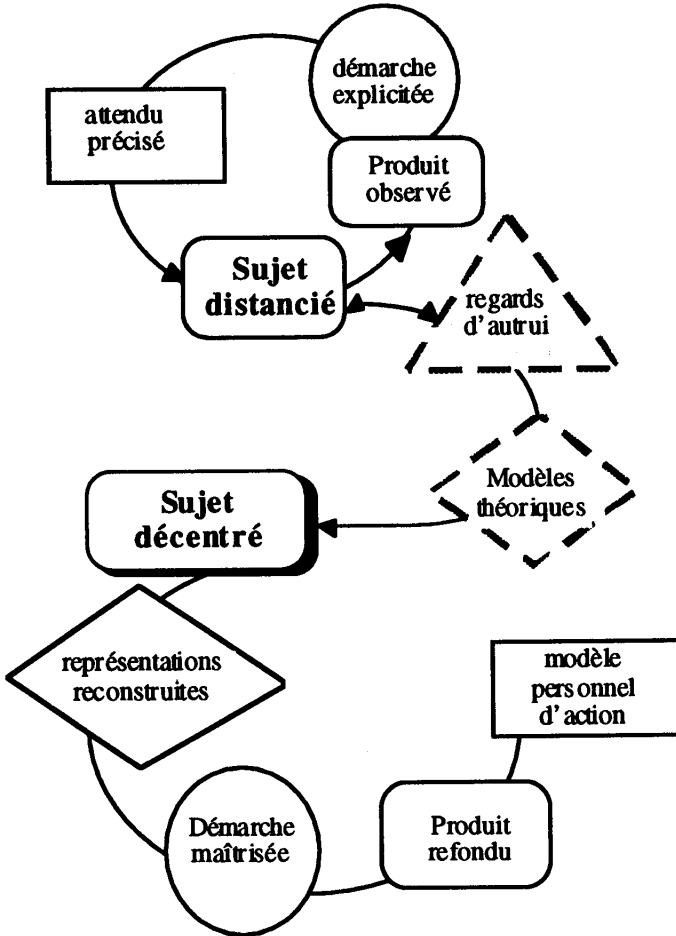 démarche
explicitée
attendu
précisé
Produit
observé
Sujet
distancié
regards
d'autrui
Modèles
théoriques
Sujet
décentré
représentations
reconstruites
modèle
personnel
d'action
Démarche
maîtrisée
Produit
refondu